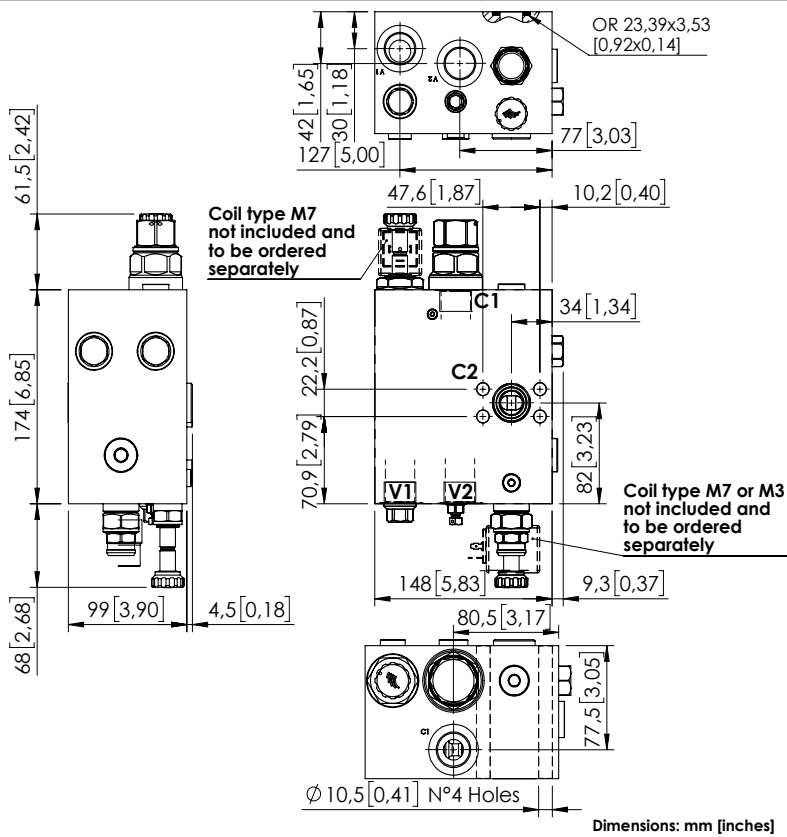 OR 23,39x3,53
[0,92x0,14]
V1
V2
42[1,65]
30[1,18]
77[3,03]
127[5,00]
61,5[2,42]
47,6[1,87]
10,2[0,40]
Coil type M7
not included and
to be ordered
separately
C1
34[1,34]
22,2[0,87]
C2
174[6,85]
70,9[2,79]
82[3,23]
V1
V2
Coil type M7 or M3
not included and
to be ordered
separately
148[5,83]
9,3[0,37]
99[3,90]
4,5[0,18]
68[2,68]
80,5[3,17]
77,5[3,05]
C1
Ø 10,5[0,41] N°4 Holes
Dimensions: mm [inches]